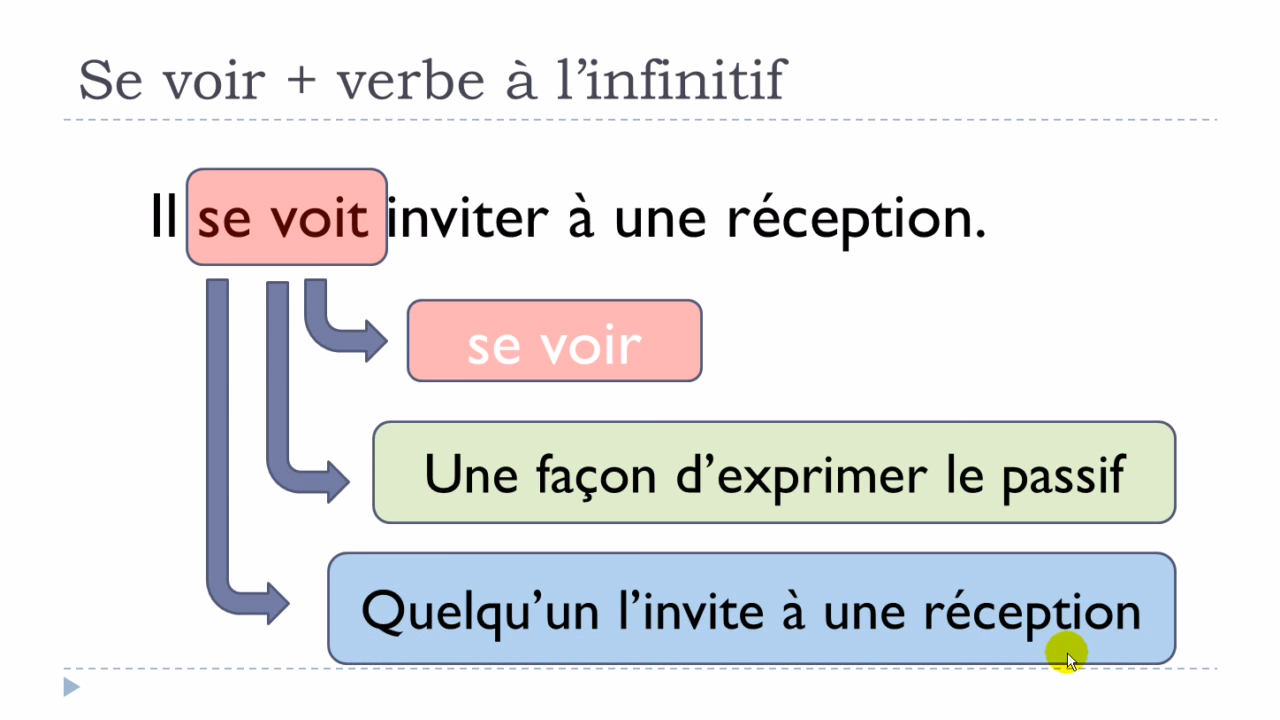 Se voir + verbe à l’infinitif
Il se voit inviter à une réception.
se voir
Une façon d’exprimer le passif
Quelqu’un l’invite à une réception